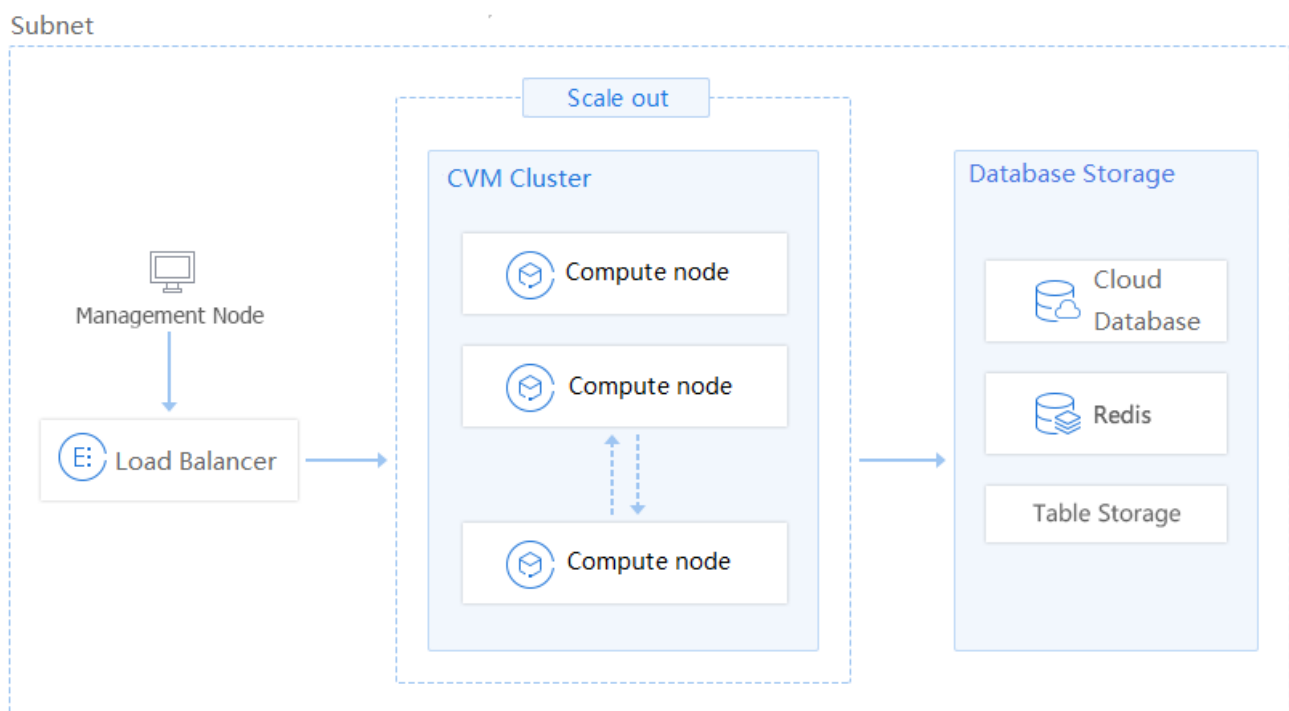 Subnet
Scale out
CVM Cluster
Compute node
Compute node
Compute node
Management Node
E: Load Balancer
Database Storage
Cloud
Database
Redis
Table Storage